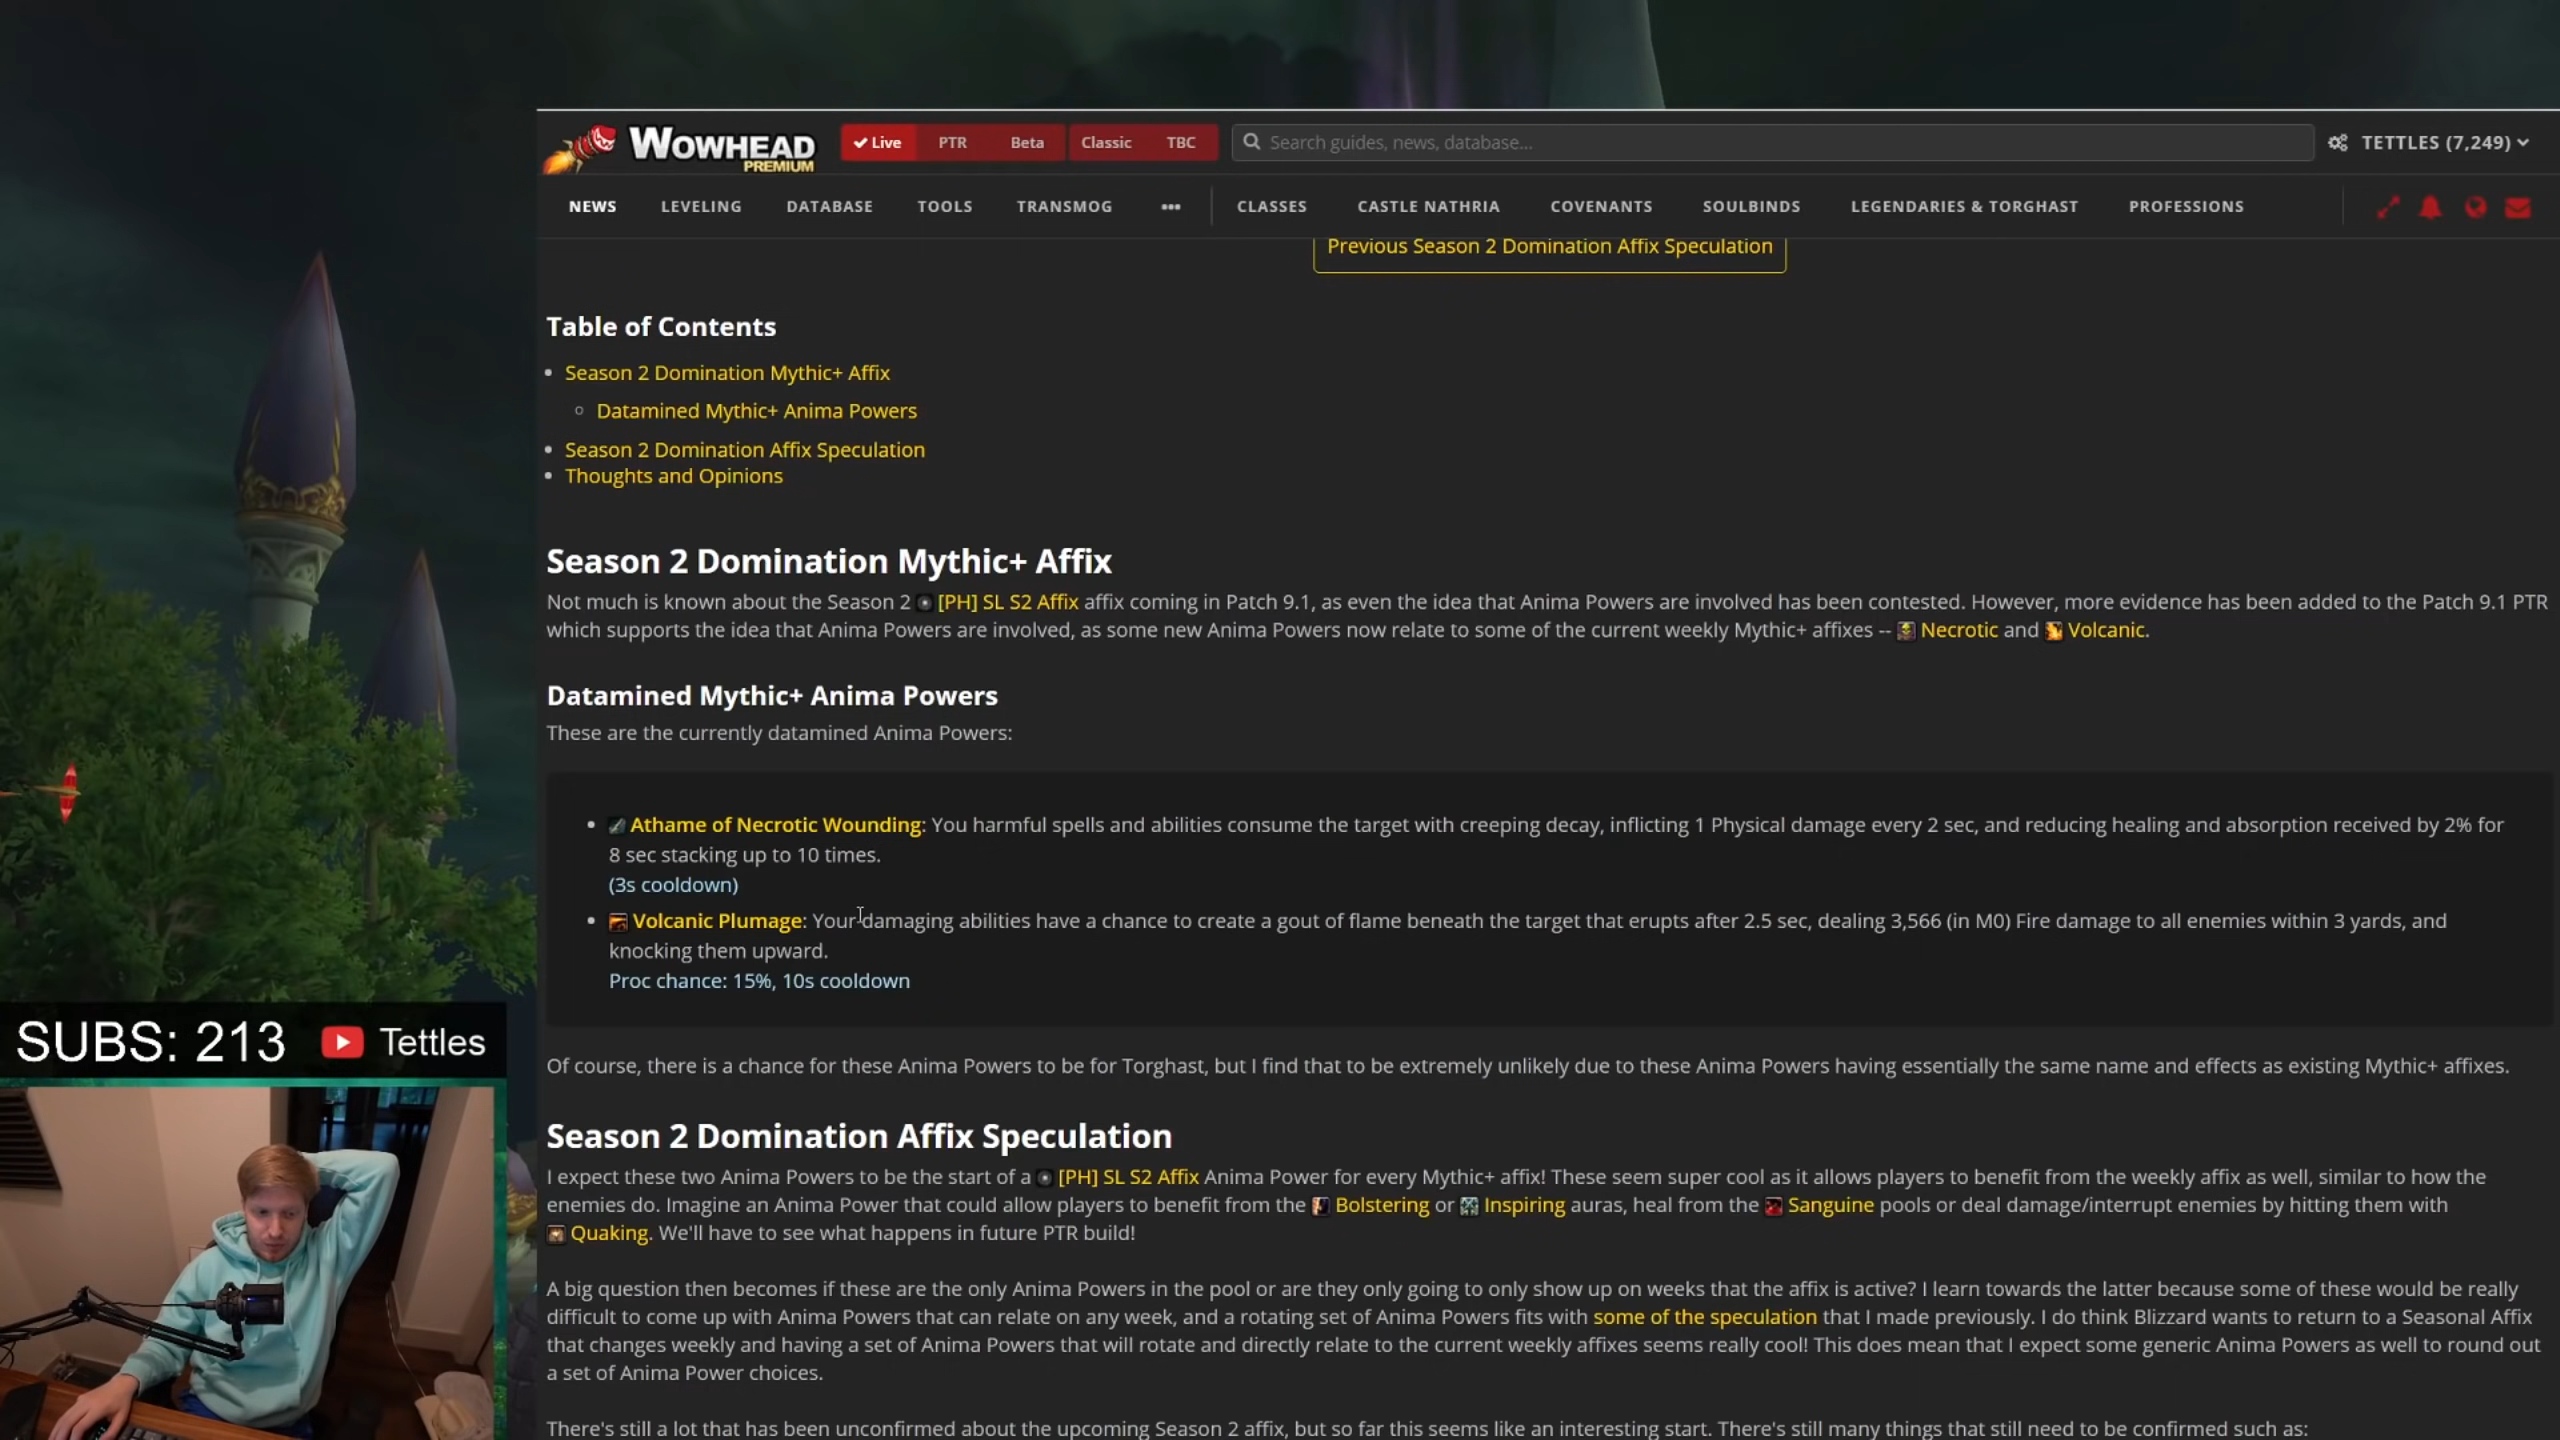 WOWHEAD
PREMIUM
Live PTR Beta Classic TBC
Search guides, news, database...
TETTLES (7,249)
NEWS LEVELING DATABASE TOOLS TRANSMOG ••• CLASSES CASTLE NATHRIA COVENANTS SOULBINDS LEGENDARIES & TORGHAST PROFESSIONS
Previous Season 2 Domination Affix Speculation
Table of Contents
• Season 2 Domination Mythic+ Affix
○ Datamined Mythic+ Anima Powers
• Season 2 Domination Affix Speculation
• Thoughts and Opinions
Season 2 Domination Mythic+ Affix
Not much is known about the Season 2 [PH] SL S2 Affix affix coming in Patch 9.1, as even the idea that Anima Powers are involved has been contested. However, more evidence has been added to the Patch 9.1 PTR
which supports the idea that Anima Powers are involved, as some new Anima Powers now relate to some of the current weekly Mythic+ affixes -- Necrotic and Volcanic.
Datamined Mythic+ Anima Powers
These are the currently datamined Anima Powers:
• Athame of Necrotic Wounding: You harmful spells and abilities consume the target with creeping decay, inflicting 1 Physical damage every 2 sec, and reducing healing and absorption received by 2% for
8 sec stacking up to 10 times.
(3s cooldown)
• Volcanic Plumage: Your damaging abilities have a chance to create a gout of flame beneath the target that erupts after 2.5 sec, dealing 3,566 (in M0) Fire damage to all enemies within 3 yards, and
knocking them upward.
Proc chance: 15%, 10s cooldown
Of course, there is a chance for these Anima Powers to be for Torghast, but I find that to be extremely unlikely due to these Anima Powers having essentially the same name and effects as existing Mythic+ affixes.
Season 2 Domination Affix Speculation
I expect these two Anima Powers to be the start of a [PH] SL S2 Affix Anima Power for every Mythic+ affix! These seem super cool as it allows players to benefit from the weekly affix as well, similar to how the
enemies do. Imagine an Anima Power that could allow players to benefit from the Bolstering or Inspiring auras, heal from the Sanguine pools or deal damage/interrupt enemies by hitting them with
Quaking. We'll have to see what happens in future PTR build!
A big question then becomes if these are the only Anima Powers in the pool or are they only going to only show up on weeks that the affix is active? I learn towards the latter because some of these would be really
difficult to come up with Anima Powers that can relate on any week, and a rotating set of Anima Powers fits with some of the speculation that I made previously. I do think Blizzard wants to return to a Seasonal Affix
that changes weekly and having a set of Anima Powers that will rotate and directly relate to the current weekly affixes seems really cool! This does mean that I expect some generic Anima Powers as well to round out
a set of Anima Power choices.
There's still a lot that has been unconfirmed about the upcoming Season 2 affix, but so far this seems like an interesting start. There's still many things that still need to be confirmed such as:
SUBS: 213 Tettles